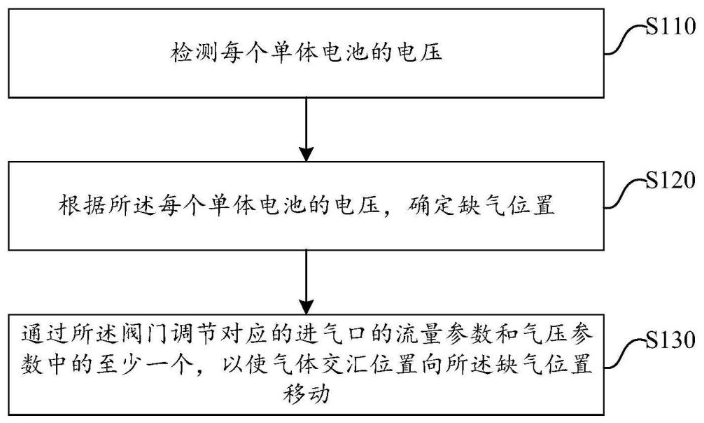 S110
检测每个单体电池的电压
S120
根据所述每个单体电池的电压，确定缺气位置
S130
通过所述阀门调节对应的进气口的流量参数和气压参
数中的至少一个，以使气体交汇位置向所述缺气位置
移动